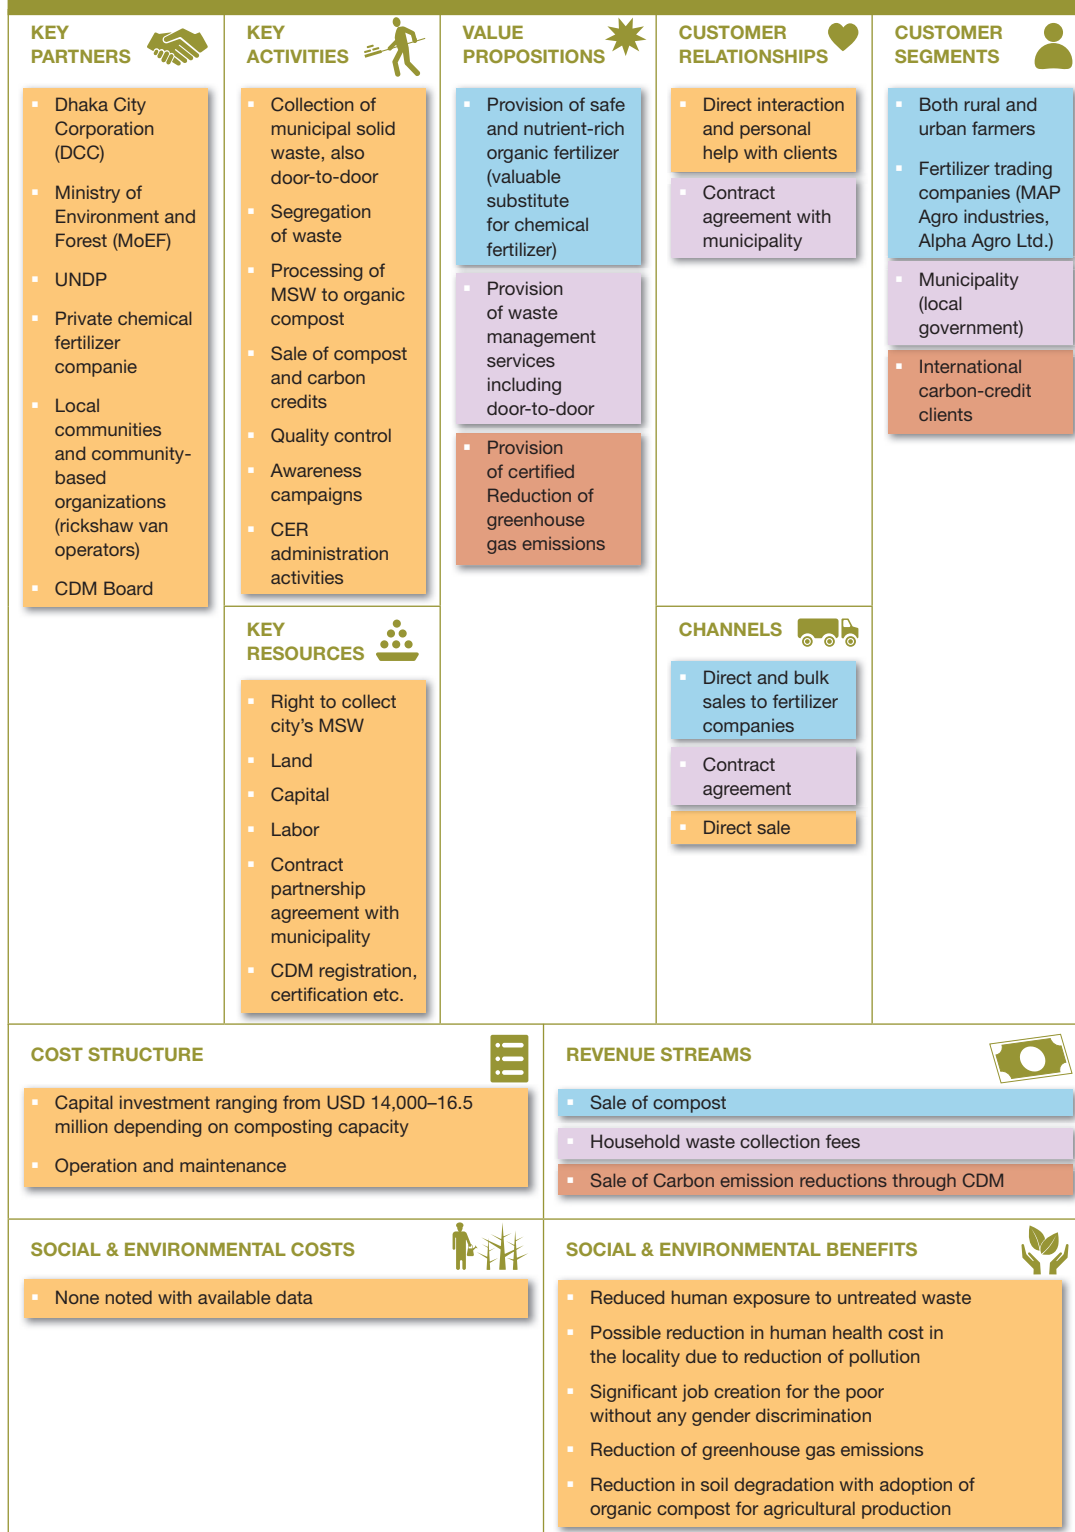 KEY
PARTNERS
Dhaka City
Corporation
(DCC)
Ministry of
Environment and
Forest (MoEF)
UNDP
Private chemical
fertilizer
companie
Local
communities
and community-
based
organizations
(rickshaw van
operators)
CDM Board
KEY
ACTIVITIES
Collection of
municipal solid
waste, also
door-to-door
Segregation
of waste
Processing of
MSW to organic
compost
Sale of compost
and carbon
credits
Quality control
Awareness
campaigns
CER
administration
activities
KEY
RESOURCES
Right to collect
city's MSW
Land
Capital
Labor
Contract
partnership
agreement with
municipality
CDM registration,
certification etc.
VALUE
PROPOSITIONS
Provision of safe
and nutrient-rich
organic fertilizer
(valuable
substitute
for chemical
fertilizer)
Provision
of waste
management
services
including
door-to-door
Provision
of certified
Reduction of
greenhouse
gas emissions
CUSTOMER
RELATIONSHIPS
Direct interaction
and personal
help with clients
Contract
agreement with
municipality
CHANNELS
Direct and bulk
sales to fertilizer
companies
Contract
agreement
Direct sale
CUSTOMER
SEGMENTS
Both rural and
urban farmers
Fertilizer trading
companies (MAP
Agro industries,
Alpha Agro Ltd.)
Municipality
(local
government)
International
carbon-credit
clients
COST STRUCTURE
Capital investment ranging from USD 14,000–16.5
million depending on composting capacity
Operation and maintenance
REVENUE STREAMS
Sale of compost
Household waste collection fees
Sale of Carbon emission reductions through CDM
SOCIAL & ENVIRONMENTAL COSTS
None noted with available data
SOCIAL & ENVIRONMENTAL BENEFITS
Reduced human exposure to untreated waste
Possible reduction in human health cost in
the locality due to reduction of pollution
Significant job creation for the poor
without any gender discrimination
Reduction of greenhouse gas emissions
Reduction in soil degradation with adoption of
organic compost for agricultural production